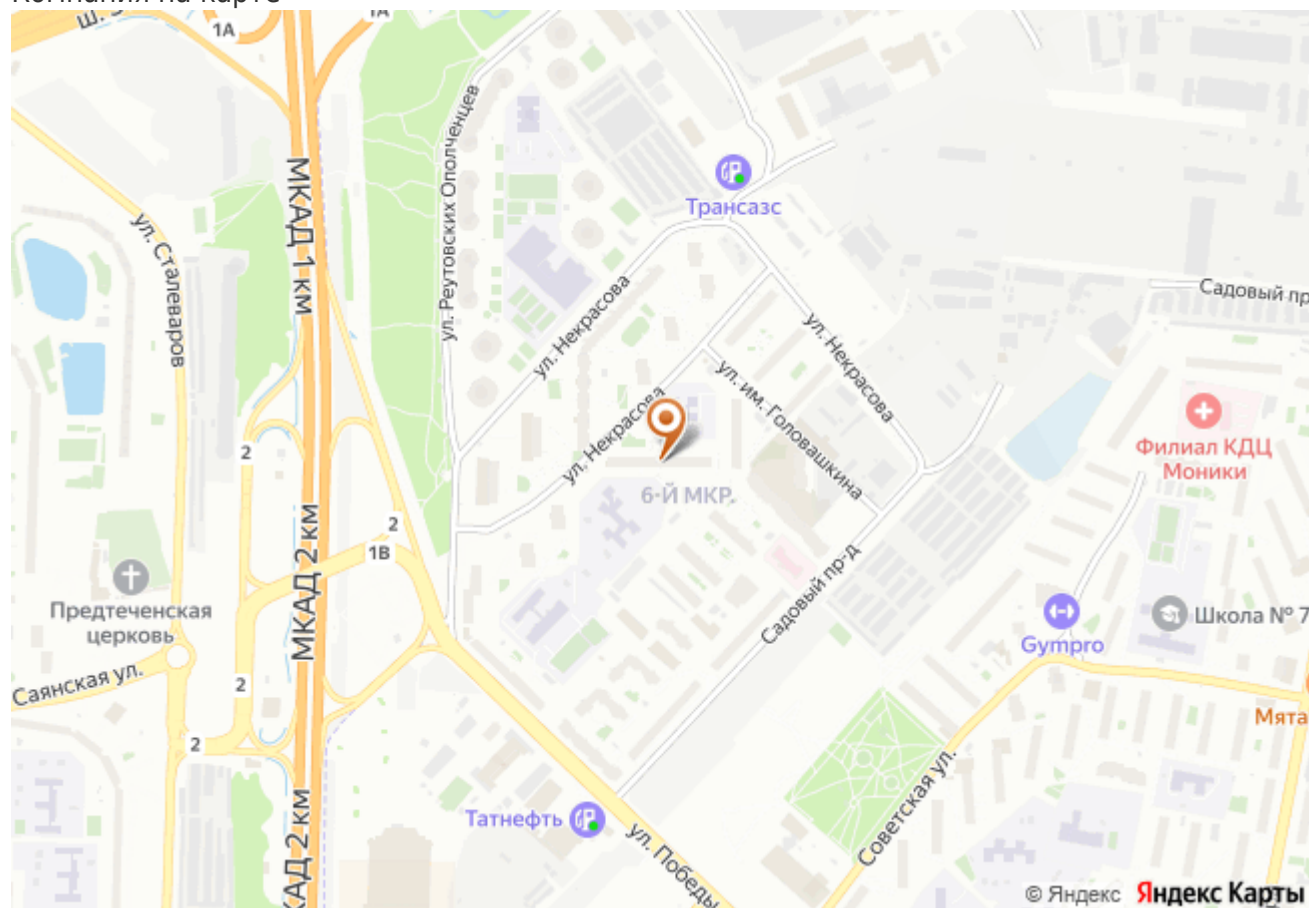 Компания на карте
1А
1А
МКАД 1 км
ул. Сталеваров
ул. Реутовских Ополченцев
Трансазс
Садовый пр
ул. Некрасова
ул. Некрасова
ул. Некрасова
ул. им. Головашкина
Филиал КДЦ
Моники
2
6-Й МКР.
2
1В
МКАД 2 км
Предтеченская
церковь
Садовый пр-д
Школа № 7
Gympro
Саянская ул.
2
2
Мята
Татнефть
ул. Победы
Советская ул.
КАД 2 км
© Яндекс Яндекс Карты